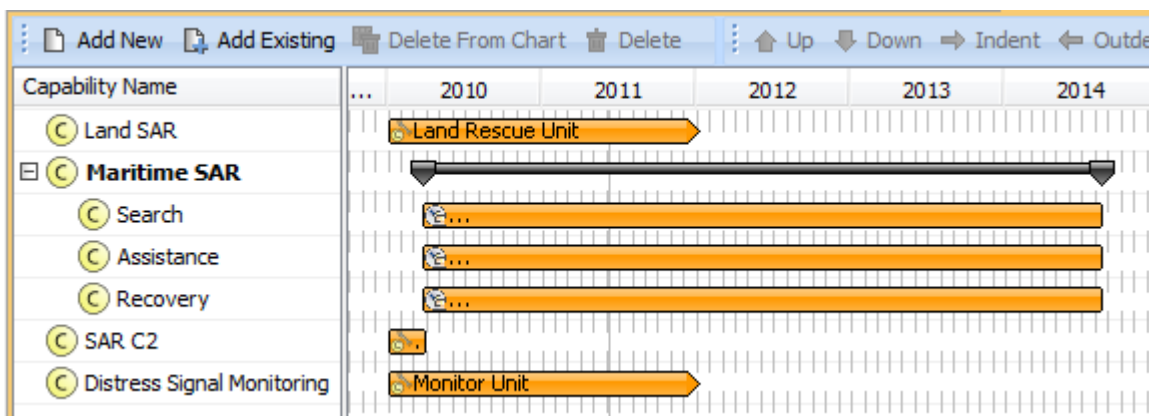 Add New Add Existing Delete From Chart Delete Up Down Indent Outde
Capability Name ... 2010 2011 2012 2013 2014
C Land SAR Land Rescue Unit
C Maritime SAR
C Search ...
C Assistance ...
C Recovery ...
C SAR C2 .
C Distress Signal Monitoring Monitor Unit